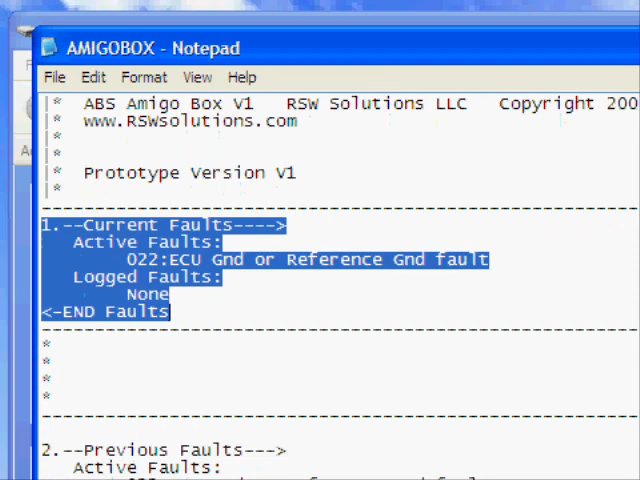 AMIGOBOX - Notepad
File Edit Format View Help
|* ABS Amigo Box V1 RSW Solutions LLC Copyright 200
|* www.RSWsolutions.com
|*
|*
|* Prototype Version V1
|*
---------------------------------------------------------
1.--Current Faults---->
Active Faults:
022:ECU Gnd or Reference Gnd fault
Logged Faults:
None
<-END Faults
---------------------------------------------------------
*
*
*
*
---------------------------------------------------------
2.--Previous Faults--->
Active Faults: